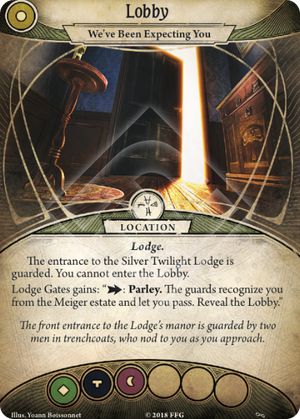 Lobby
We've Been Expecting You
LOCATION
Lodge.
The entrance to the Silver Twilight Lodge is
guarded. You cannot enter the Lobby.
Lodge Gates gains: “ : Parley. The guards recognize you
from the Meiger estate and let you pass. Reveal the Lobby.”
The front entrance to the Lodge's manor is guarded by two
men in trenchcoats, who nod to you as you approach.
Illus. Yoann Boissonnet
© 2018 FFG